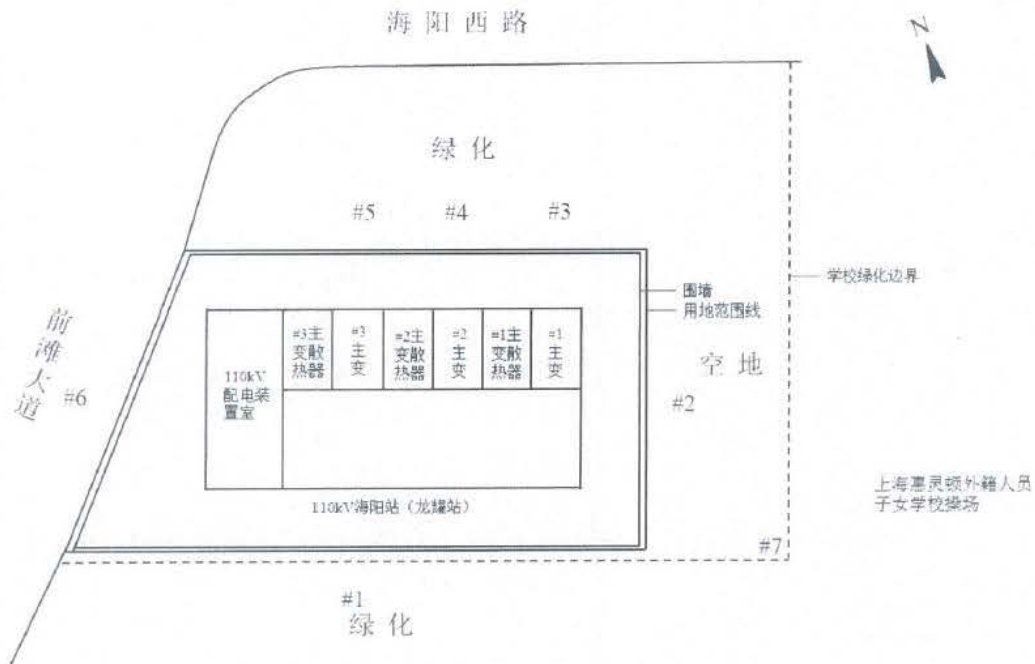 海阳西路
N
绿化
#5
#4
#3
学校绿化边界
围墙
用地范围线
前滩大道
#6
110kV
配电装
置室
#3主
变散
热器
#3
主
变
#2主
变散
热器
#2
主
变
#1主
变散
热器
#1
主
变
空地
#2
110kV海阳站（龙耀站）
上海惠灵顿外籍人员
子女学校操场
#7
#1
绿化